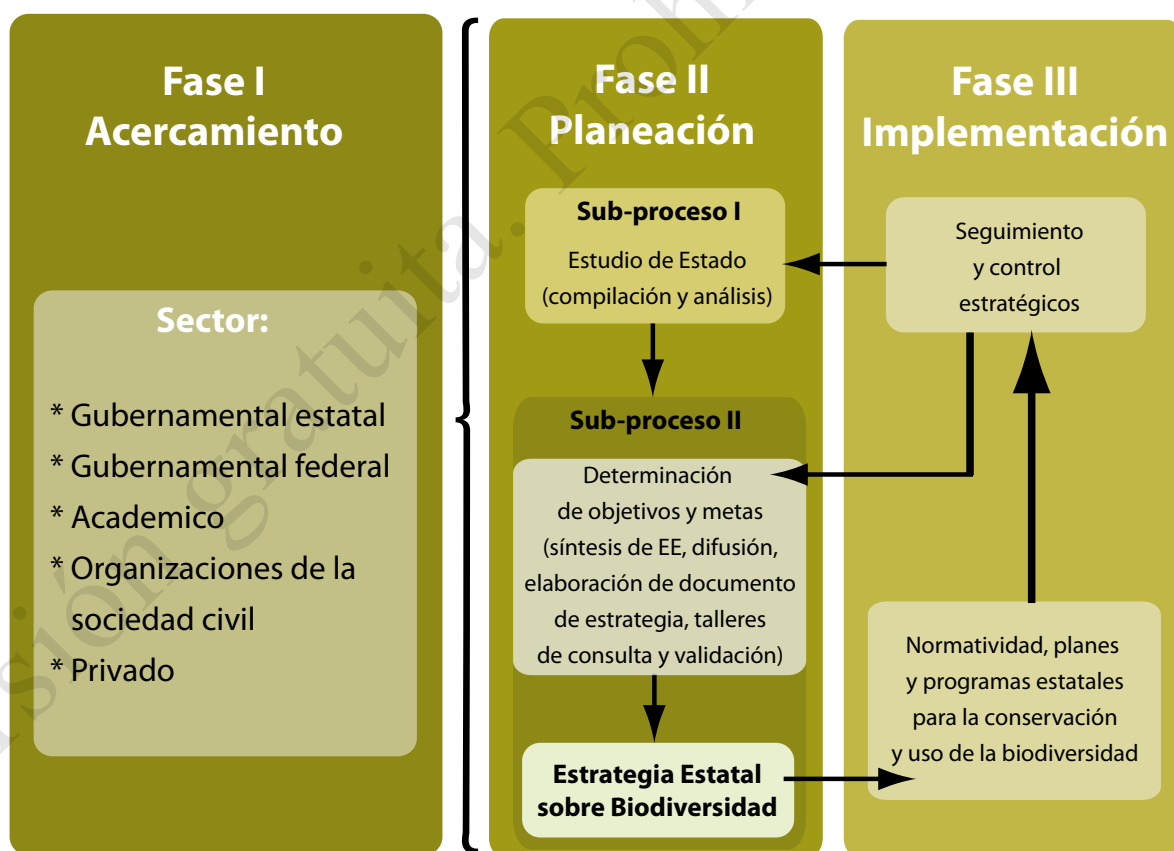 Fase I
Acercamiento
Sector:
* Gubernamental estatal
* Gubernamental federal
* Academico
* Organizaciones de la
sociedad civil
* Privado
Fase II
Planeación
Sub-proceso I
Estudio de Estado
(compilación y análisis)
Sub-proceso II
Determinación
de objetivos y metas
(síntesis de EE, difusión,
elaboración de documento
de estrategia, talleres
de consulta y validación)
Estrategia Estatal
sobre Biodiversidad
Fase III
Implementación
Seguimiento
y control
estratégicos
Normatividad, planes
y programas estatales
para la conservación
y uso de la biodiversidad
gratuita.